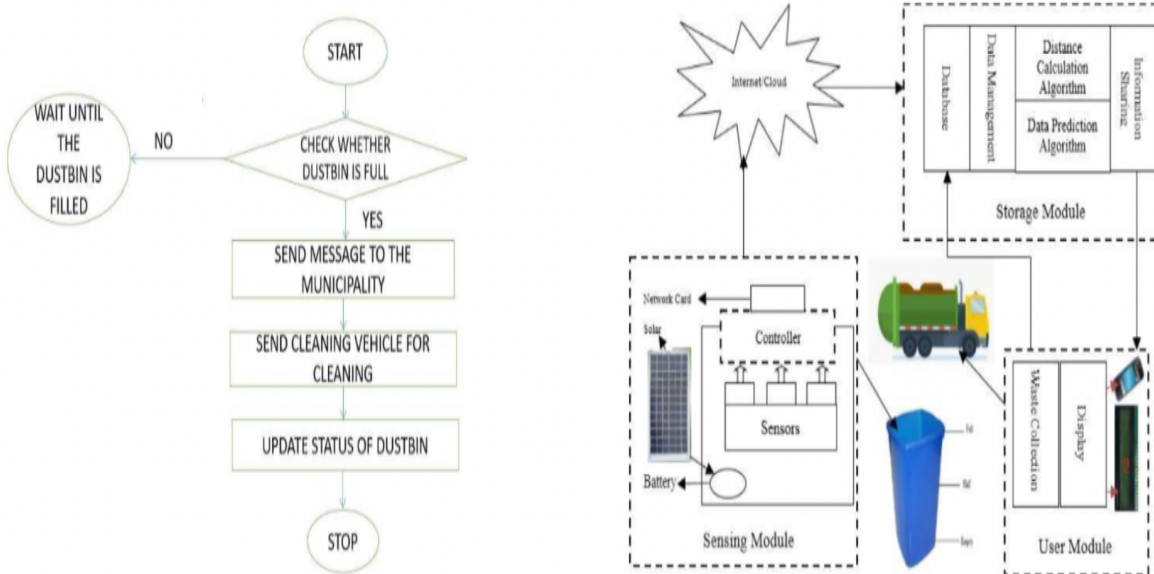 START
CHECK WHETHER
DUSTBIN IS FULL
NO
WAIT UNTIL
THE
DUSTBIN IS
FILLED
YES
SEND MESSAGE TO THE
MUNICIPALITY
SEND CLEANING VEHICLE FOR
CLEANING
UPDATE STATUS OF DUSTBIN
STOP
Internet/Cloud
Database
Data Management
Distance
Calculation
Algorithm
Data Prediction
Algorithm
Information
Sharing
Storage Module
Network Card
Solar
Controller
Sensors
Battery
Sensing Module
Full
Half
Empty
Waste Collection
Display
User Module